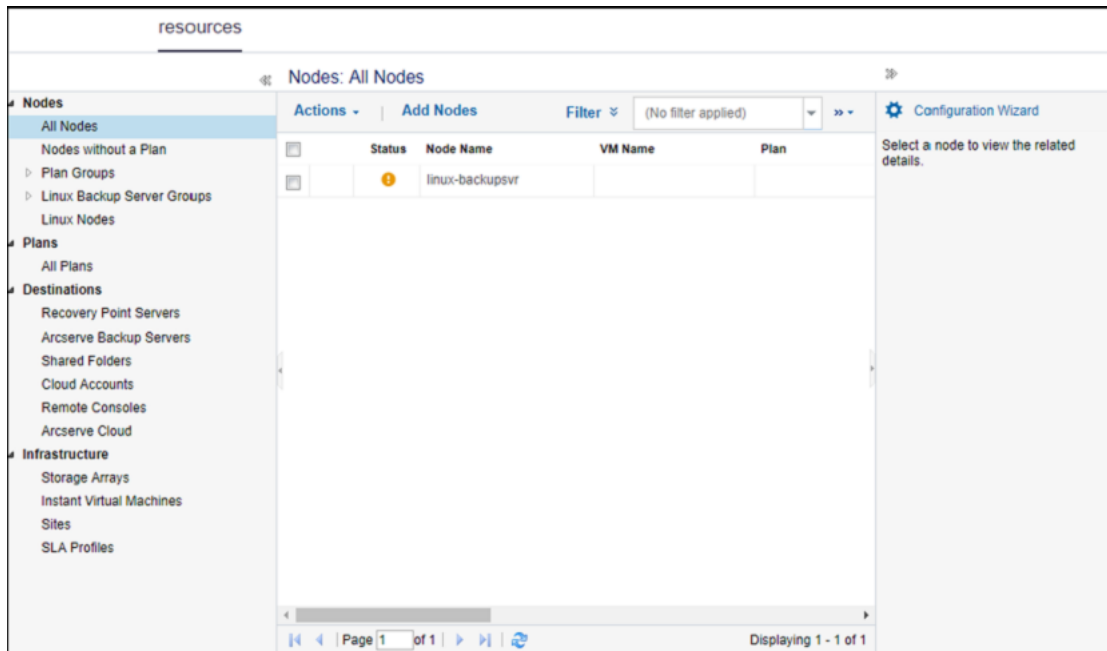 resources
Nodes
All Nodes
Nodes without a Plan
Plan Groups
Linux Backup Server Groups
Linux Nodes
Plans
All Plans
Destinations
Recovery Point Servers
Arcserve Backup Servers
Shared Folders
Cloud Accounts
Remote Consoles
Arcserve Cloud
Infrastructure
Storage Arrays
Instant Virtual Machines
Sites
SLA Profiles
Nodes: All Nodes
Actions | Add Nodes Filter (No filter applied)
Status Node Name VM Name Plan
linux-backupsvr
Page 1 of 1 Displaying 1 - 1 of 1
Configuration Wizard
Select a node to view the related
details.